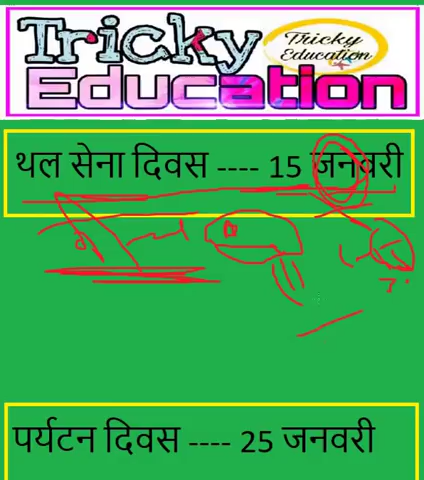 Tricky
Education
Tricky
Education
थल सेना दिवस ---- 15 जनवरी
पर्यटन दिवस ---- 25 जनवरी